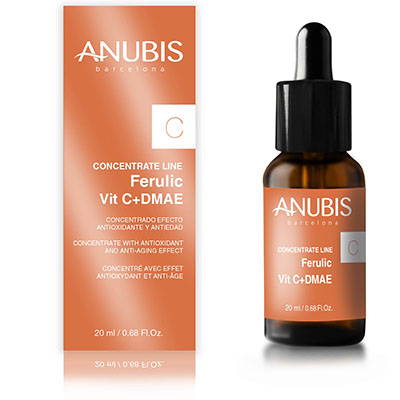 ANUBIS
barcelona
C
CONCENTRATE LINE
Ferulic
Vit C+DMAE
CONCENTRADO EFECTO
ANTIOXIDANTE Y ANTIEDAD
CONCENTRATE WITH ANTIOXIDANT
AND ANTI-AGING EFFECT
CONCENTRÉ AVEC EFFET
ANTIOXYDANT ET ANTI-ÂGE
20 ml / 0.68 Fl.Oz.
ANUBIS
barcelona
C
CONCENTRATE LINE
Ferulic
Vit C+DMAE
20 ml / 0.68 Fl.Oz.